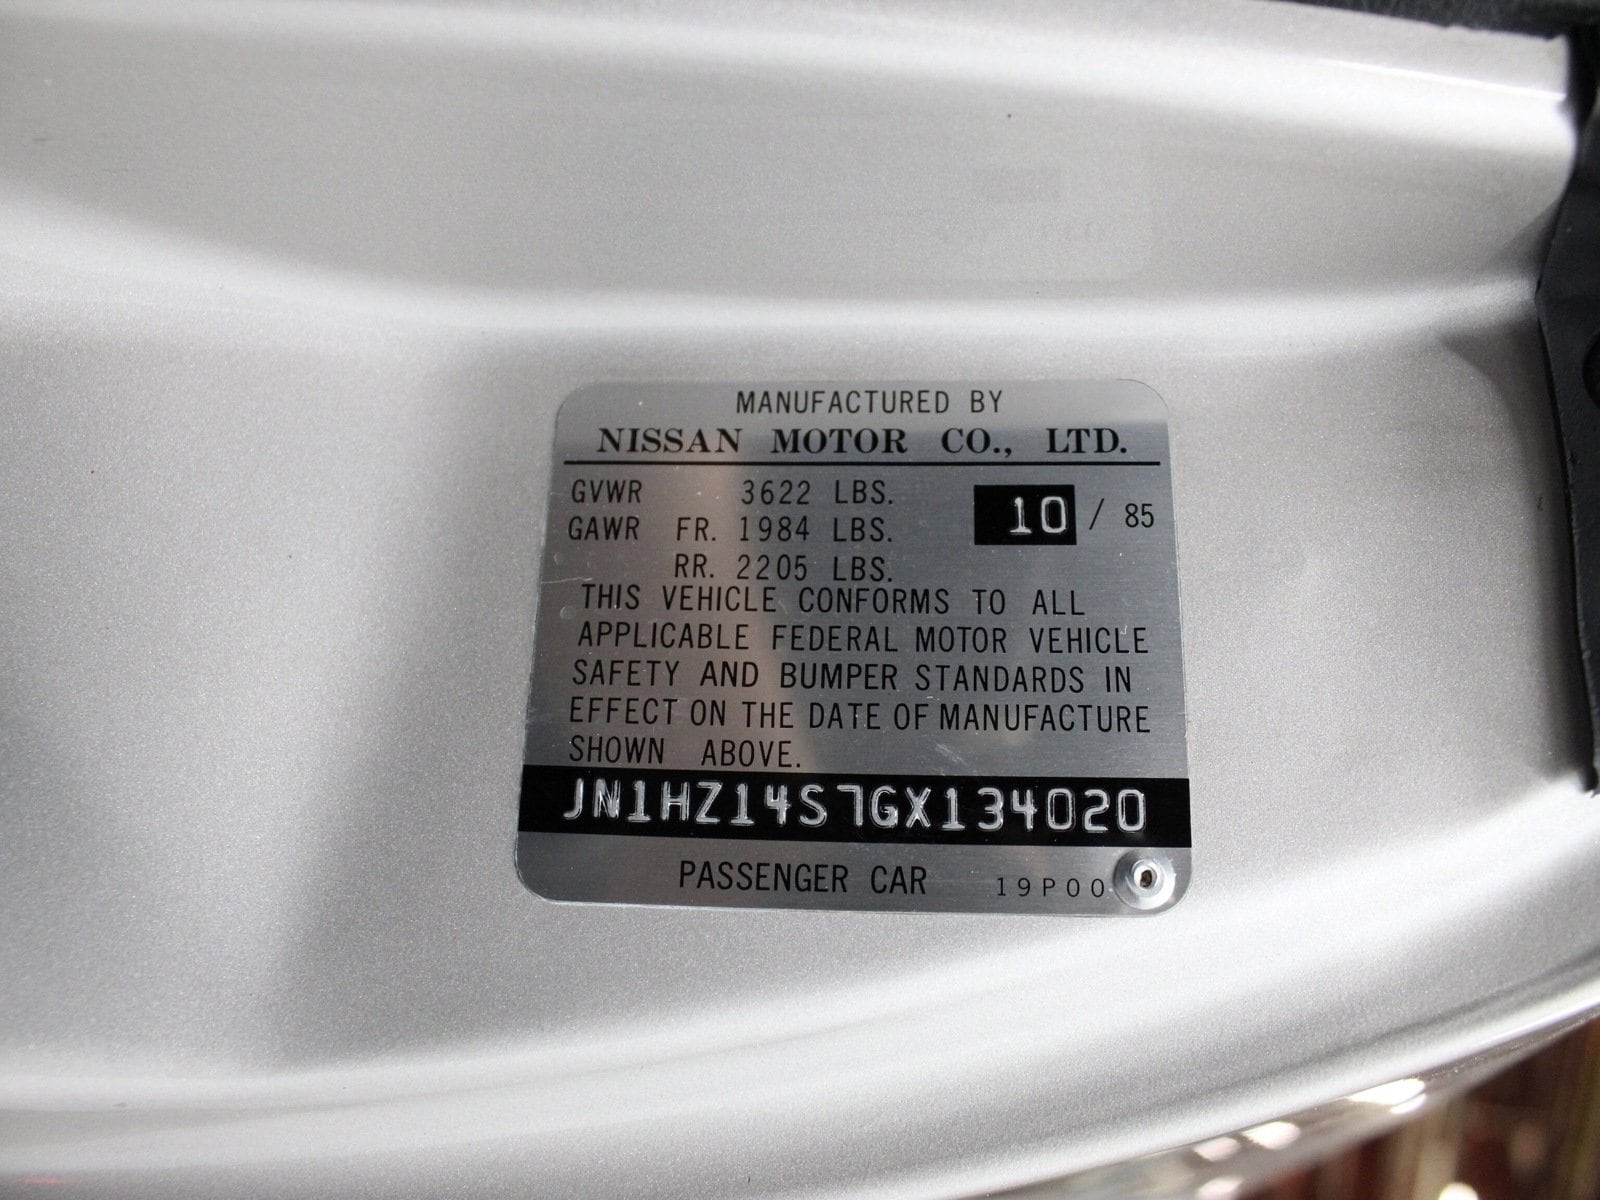 MANUFACTURED BY
NISSAN MOTOR CO., LTD.
GVWR 3622 LBS. 10 / 85
GAWR FR. 1984 LBS.
RR. 2205 LBS.
THIS VEHICLE CONFORMS TO ALL
APPLICABLE FEDERAL MOTOR VEHICLE
SAFETY AND BUMPER STANDARDS IN
EFFECT ON THE DATE OF MANUFACTURE
SHOWN ABOVE.
JN1HZ14S7GX134020
PASSENGER CAR 19P00